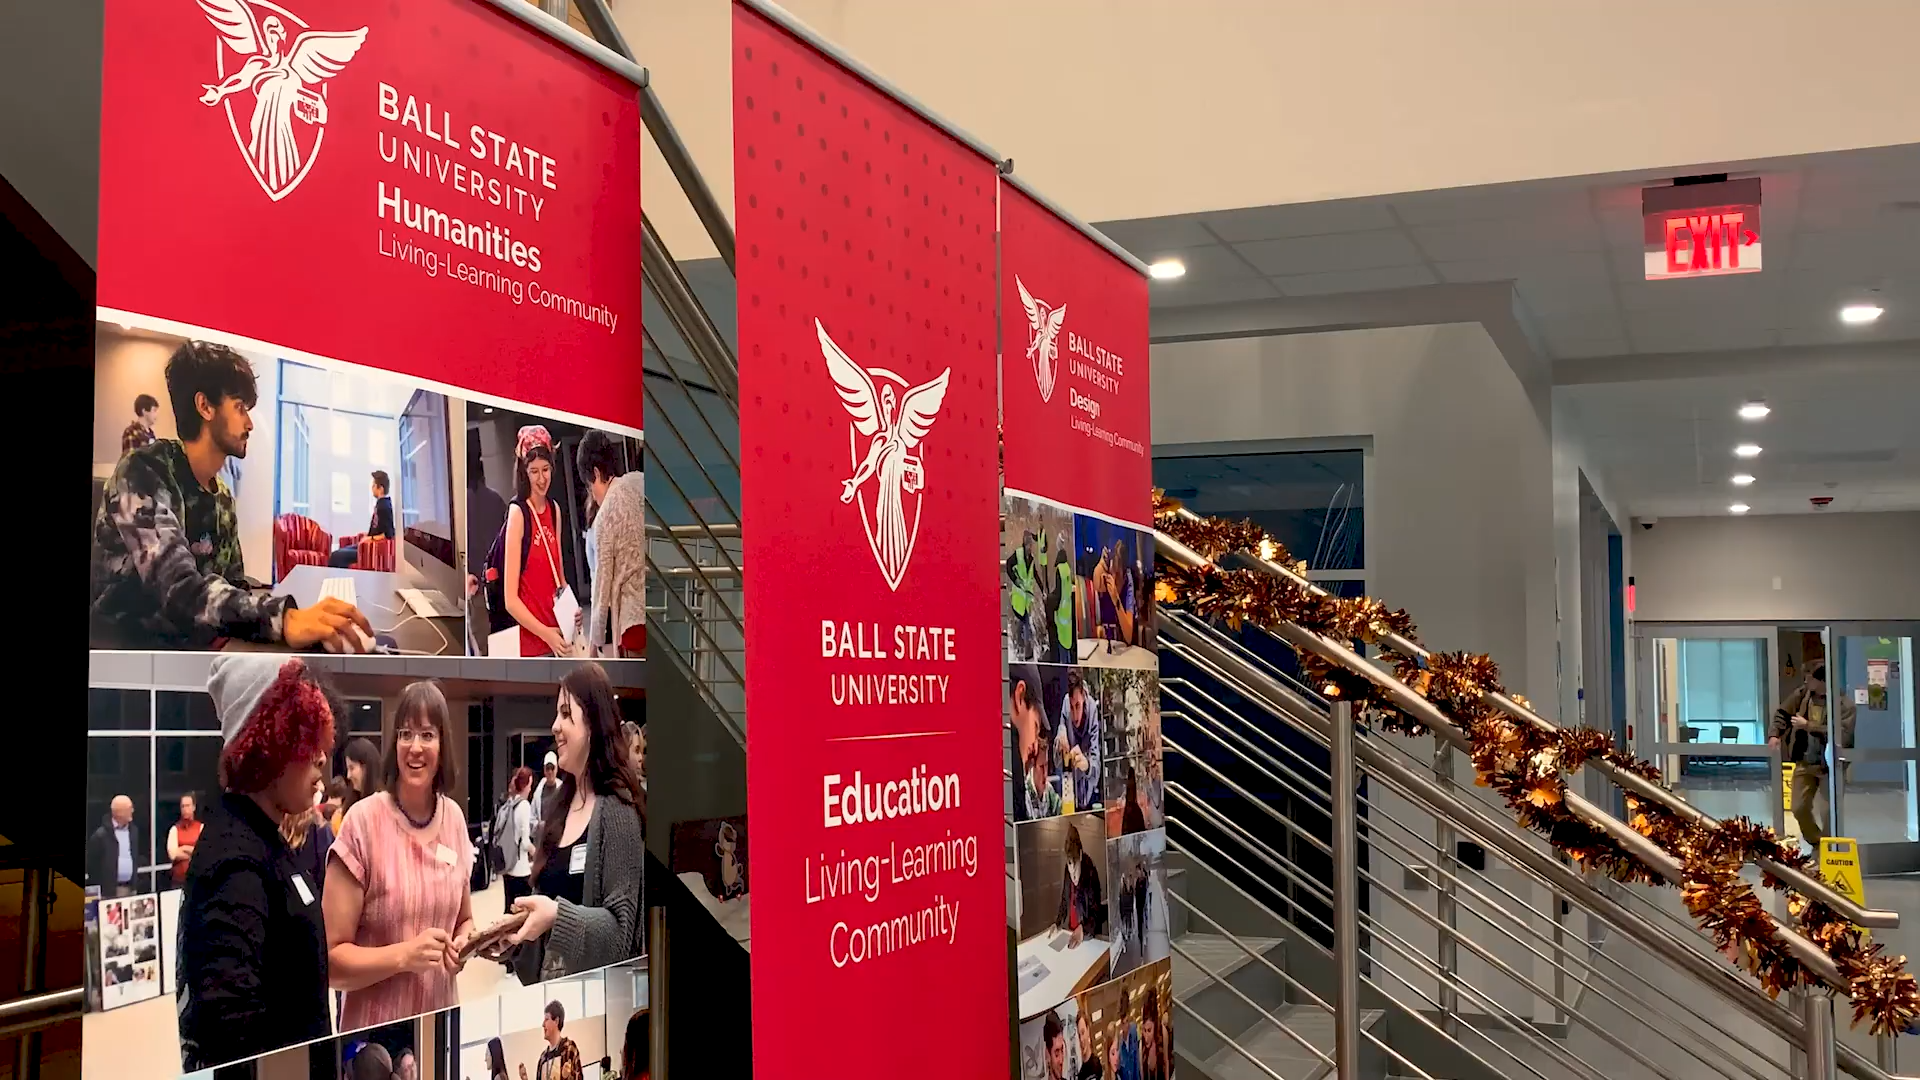 BALL STATE
UNIVERSITY
Humanities
Living-Learning Community
BALL STATE
UNIVERSITY
Education
Living-Learning
Community
BALL STATE
UNIVERSITY
Design
Living-Learning Community
EXIT
CAUTION